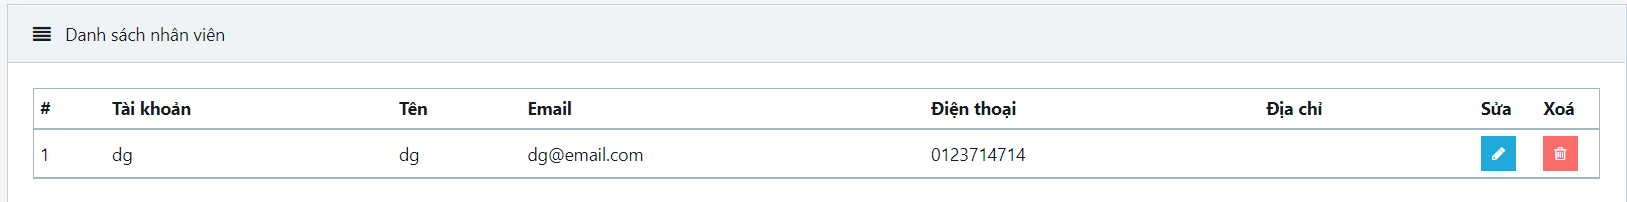 Danh sách nhân viên
# Tài khoản Tên Email Điện thoại Địa chỉ Sửa Xoá
1 dg dg dg@email.com 0123714714